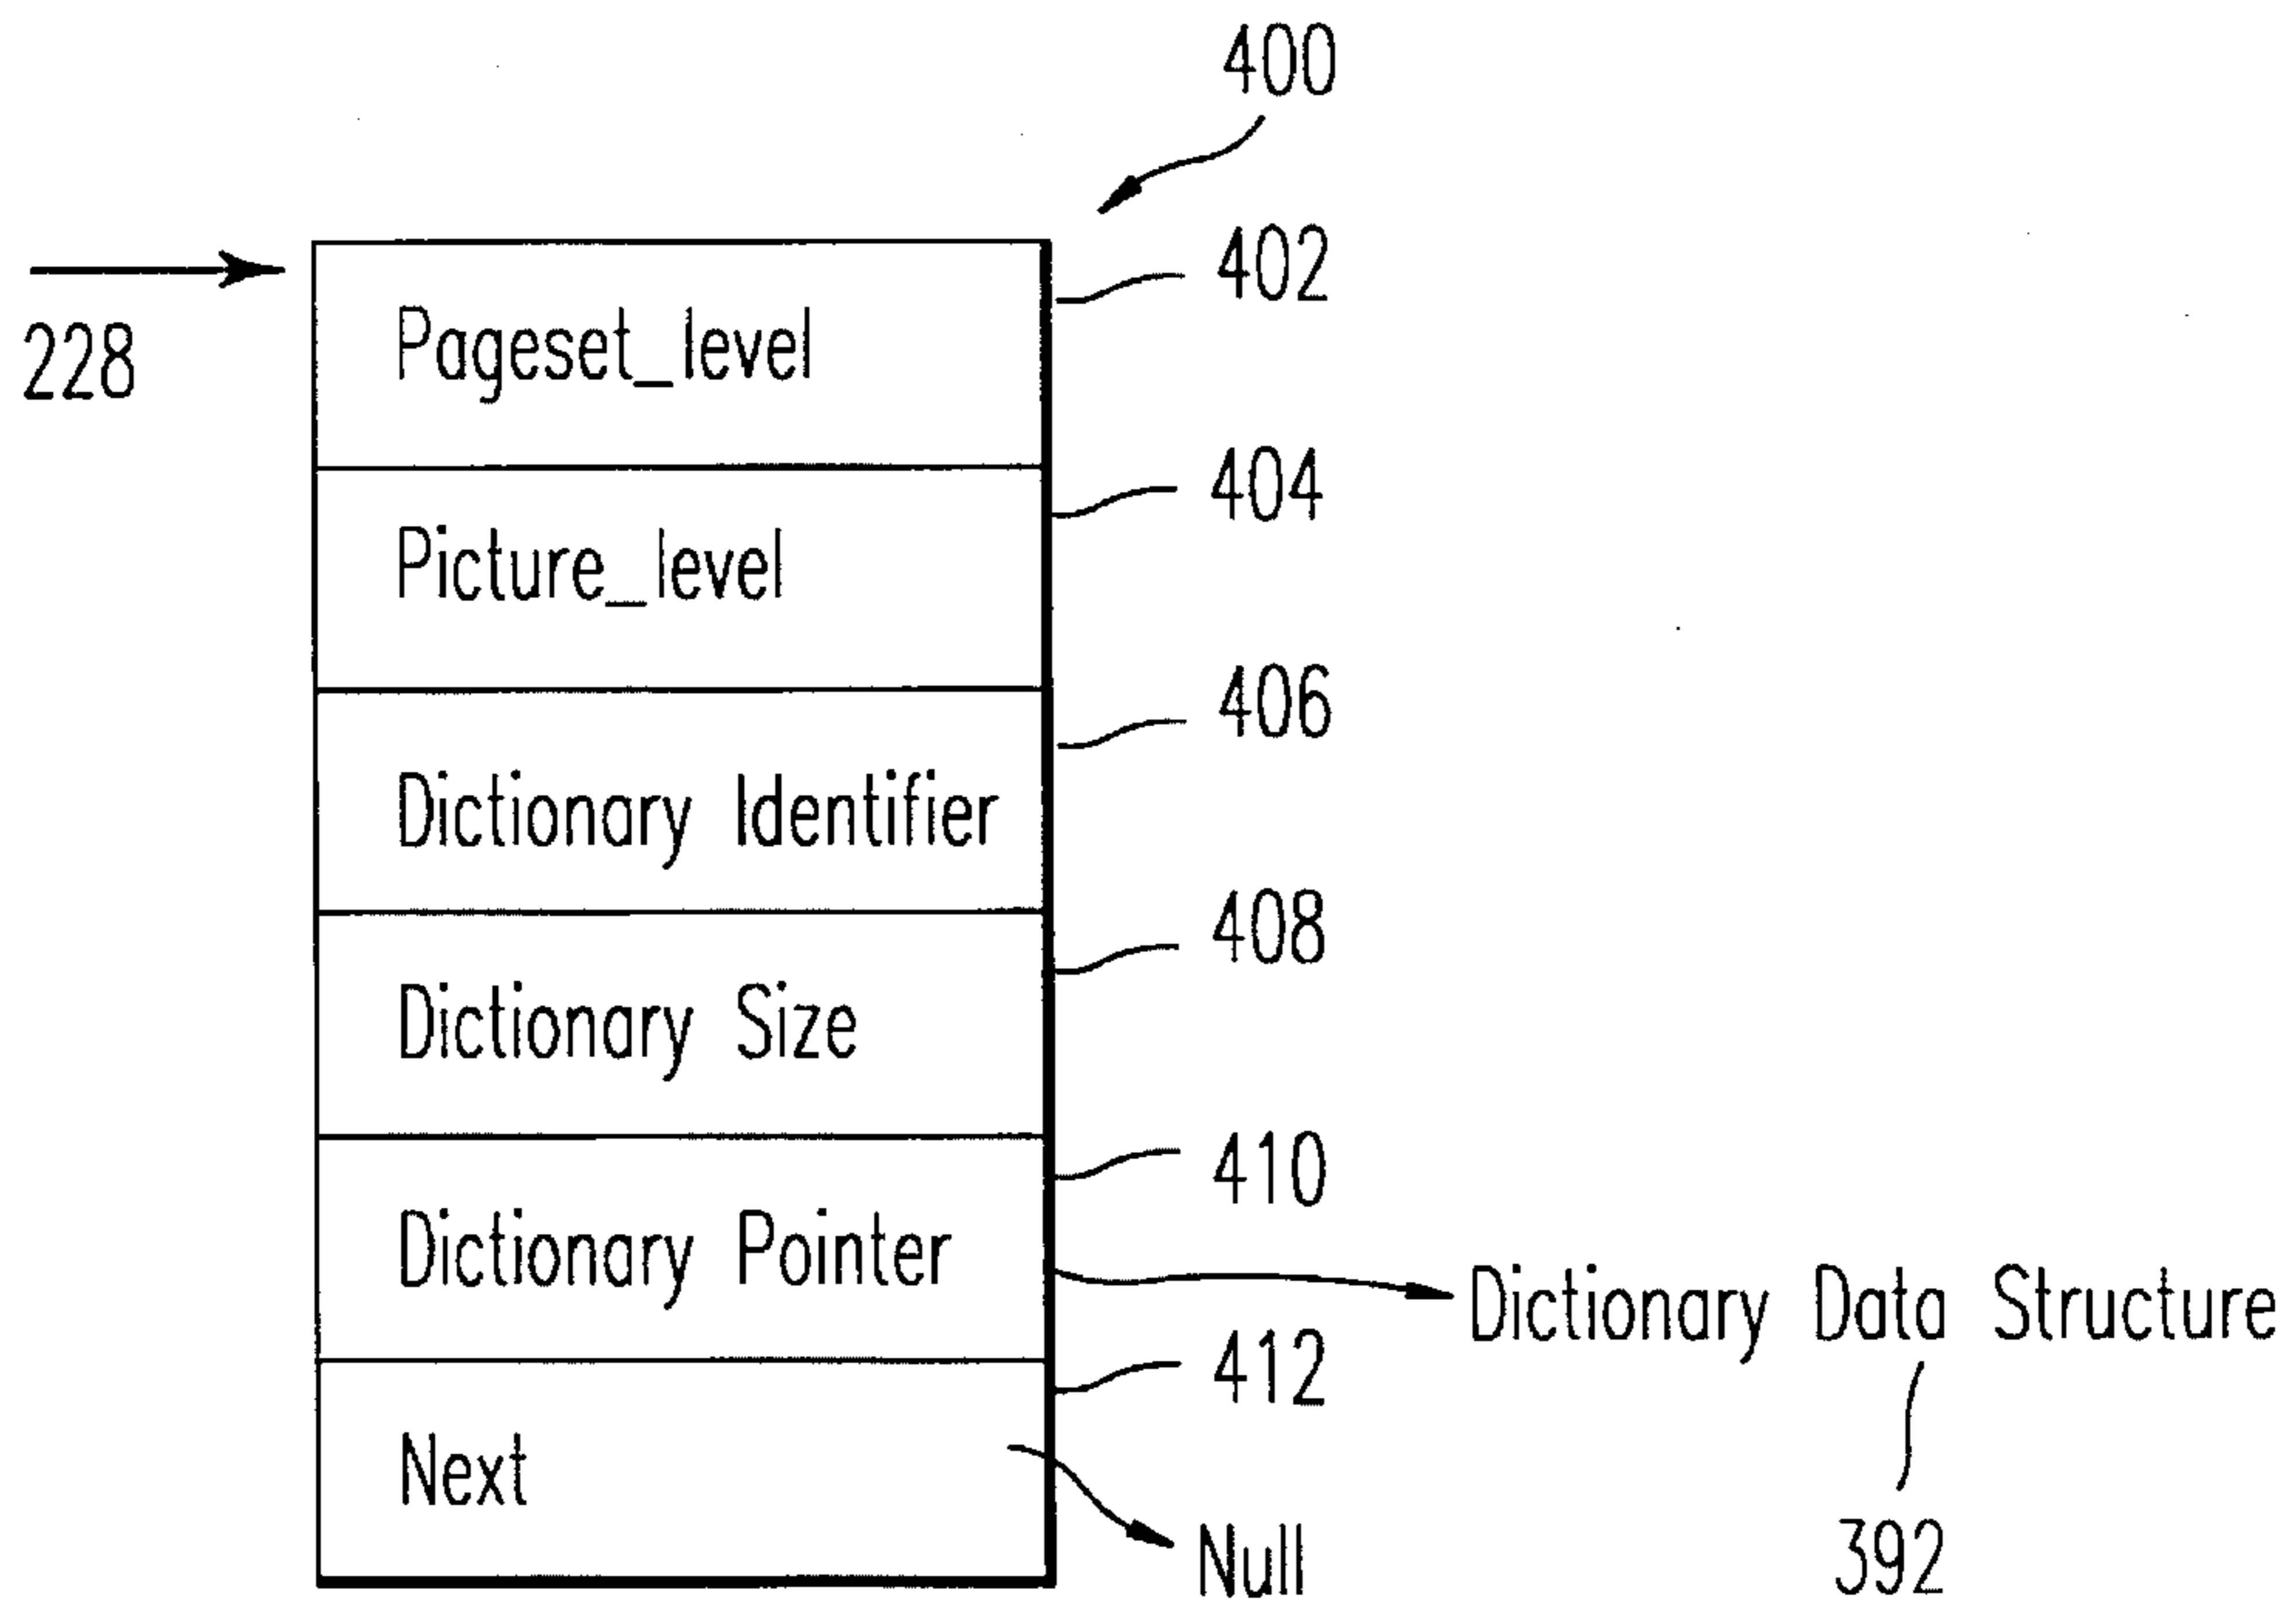 400
402
228
Pageset_level
404
Picture_level
406
Dictionary Identifier
408
Dictionary Size
410
Dictionary Pointer
Dictionary Data Structure
412
Next
Null
392